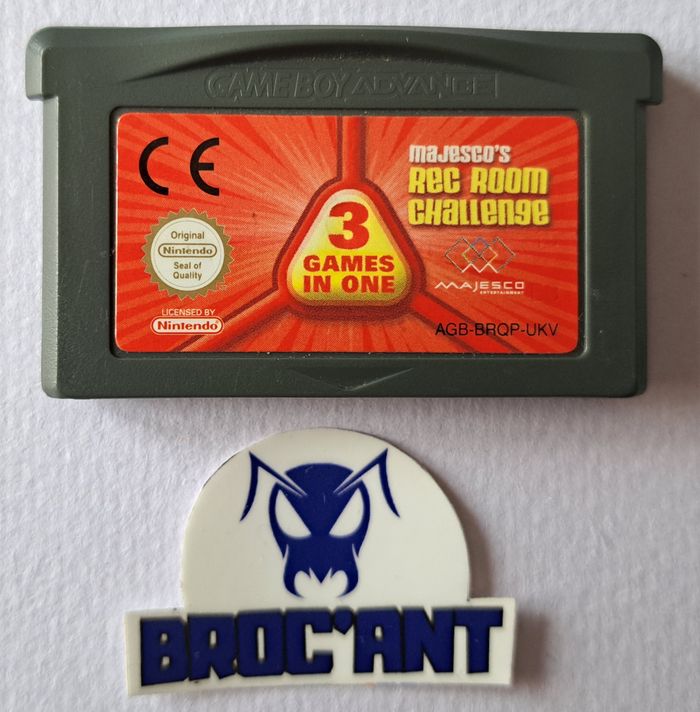 GAME BOY ADVANCE
CE
Original
Nintendo
Seal of
Quality
LICENSED BY
Nintendo
3
GAMES
IN ONE
majesco's
Rec Room
Challenge
MAJESCO
ENTERTAINMENT
AGB-BRQP-UKV
BROC'ANT